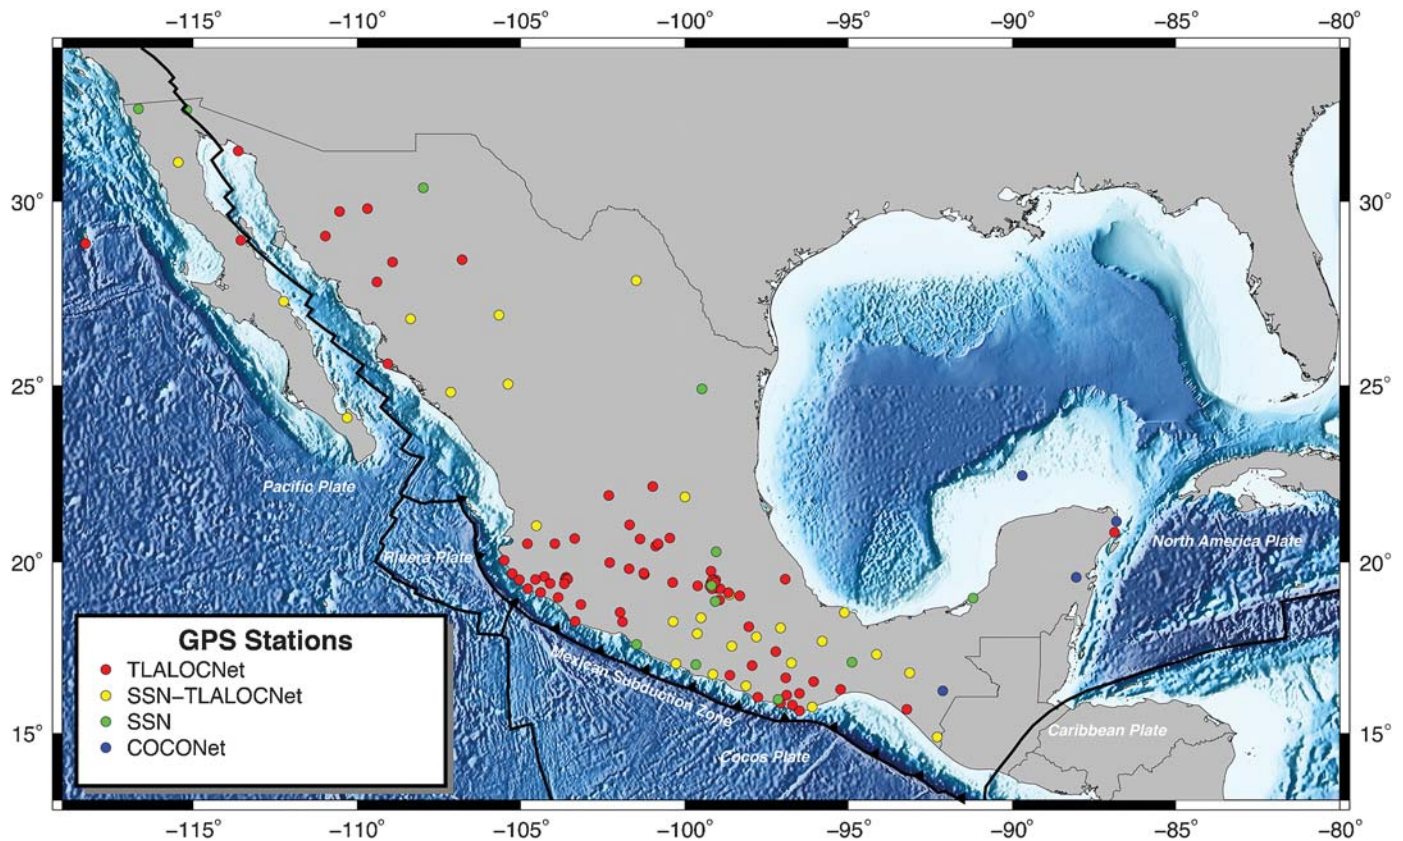 −115° −110° −105° −100° −95° −90° −85° −80°
30° 30°
25° 25°
Pacific Plate
North America Plate
Rivera Plate
20° 20°
GPS Stations
TLALOCNet
SSN−TLALOCNet
SSN
COCONet
Mexican Subduction Zone
Caribbean Plate
15° 15°
Cocos Plate
−115° −110° −105° −100° −95° −90° −85° −80°